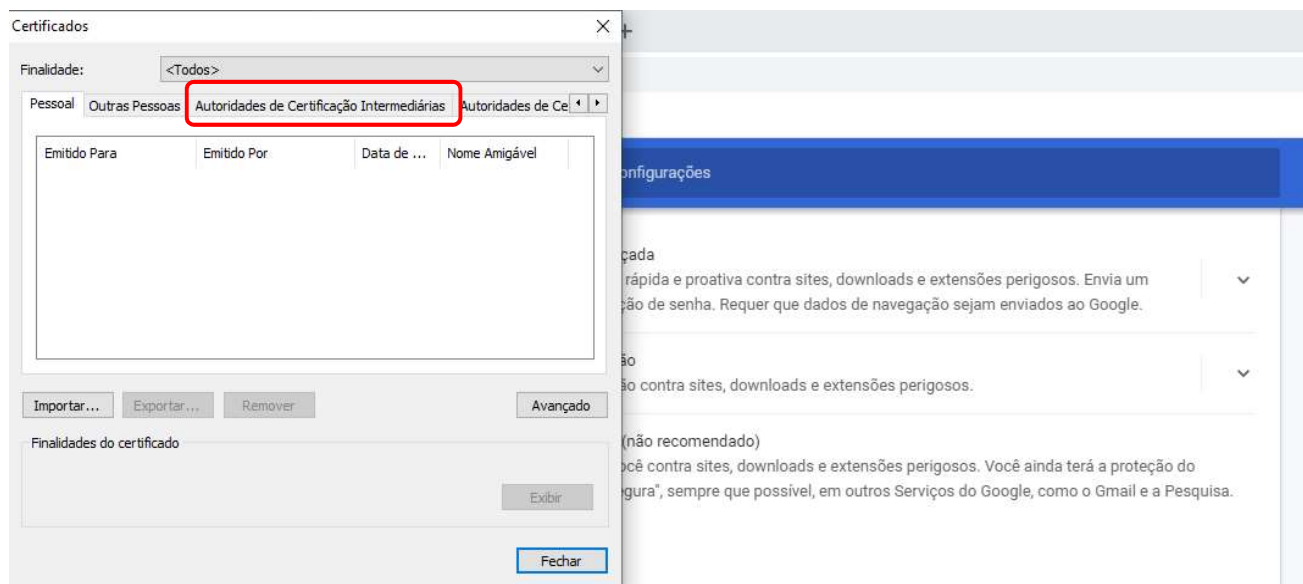 Certificados
Finalidade:
<Todos>
Pessoal
Outras Pessoas
Autoridades de Certificação Intermediárias
Autoridades de Ce
Emitido Para
Emitido Por
Data de ...
Nome Amigável
Importar...
Exportar...
Remover
Avançado
Finalidades do certificado
Exibir
Fechar
onfigurações
çada
rápida e proativa contra sites, downloads e extensões perigosos. Envia um
ção de senha. Requer que dados de navegação sejam enviados ao Google.
ão
ão contra sites, downloads e extensões perigosos.
(não recomendado)
ocê contra sites, downloads e extensões perigosos. Você ainda terá a proteção do
gura", sempre que possível, em outros Serviços do Google, como o Gmail e a Pesquisa.